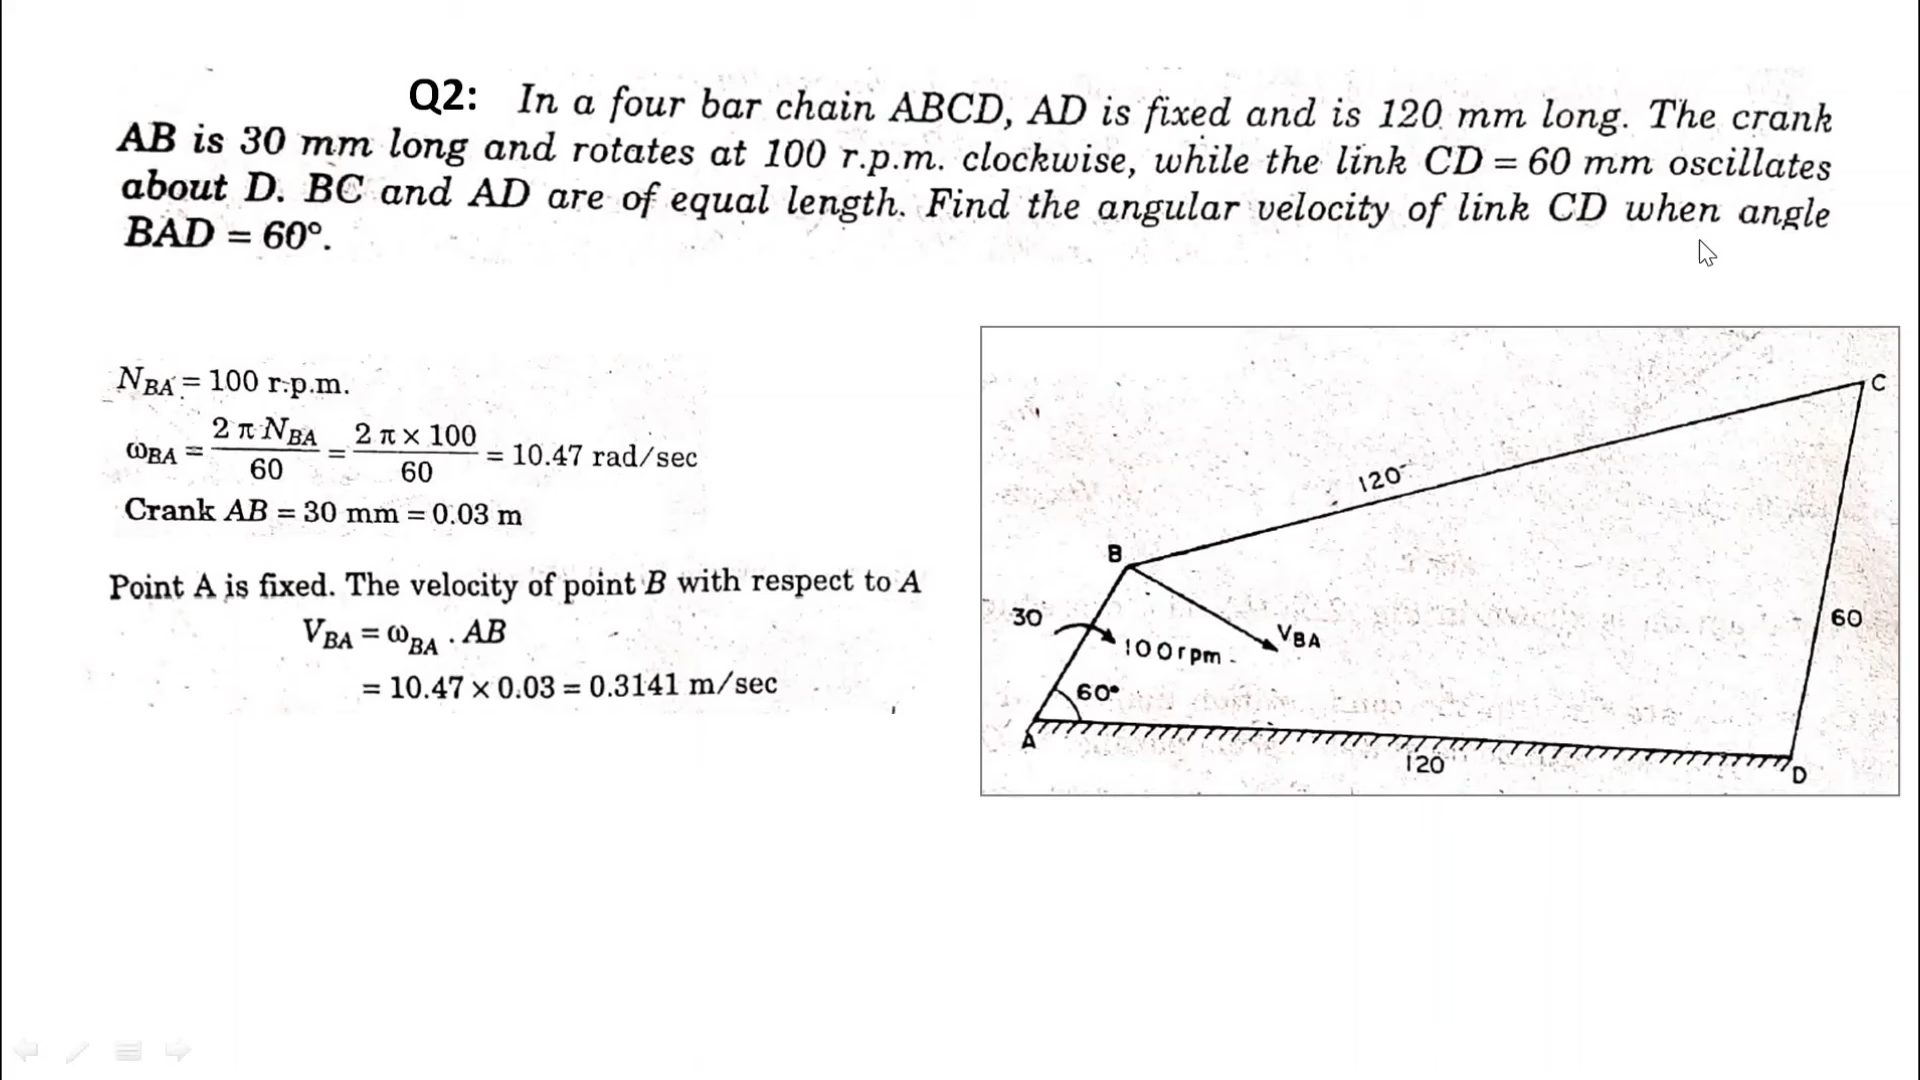 Q2: In a four bar chain ABCD, AD is fixed and is 120 mm long. The crank
AB is 30 mm long and rotates at 100 r.p.m. clockwise, while the link CD = 60 mm oscillates
about D. BC and AD are of equal length. Find the angular velocity of link CD when angle
BAD = 60°.
N_BA = 100 r.p.m.
ω_BA = 2 π N_BA / 60 = 2 π × 100 / 60 = 10.47 rad/sec
Crank AB = 30 mm = 0.03 m
Point A is fixed. The velocity of point B with respect to A
V_BA = ω_BA . AB
= 10.47 × 0.03 = 0.3141 m/sec
C
120
B
30
V_BA
60
100rpm
60°
A
120
D